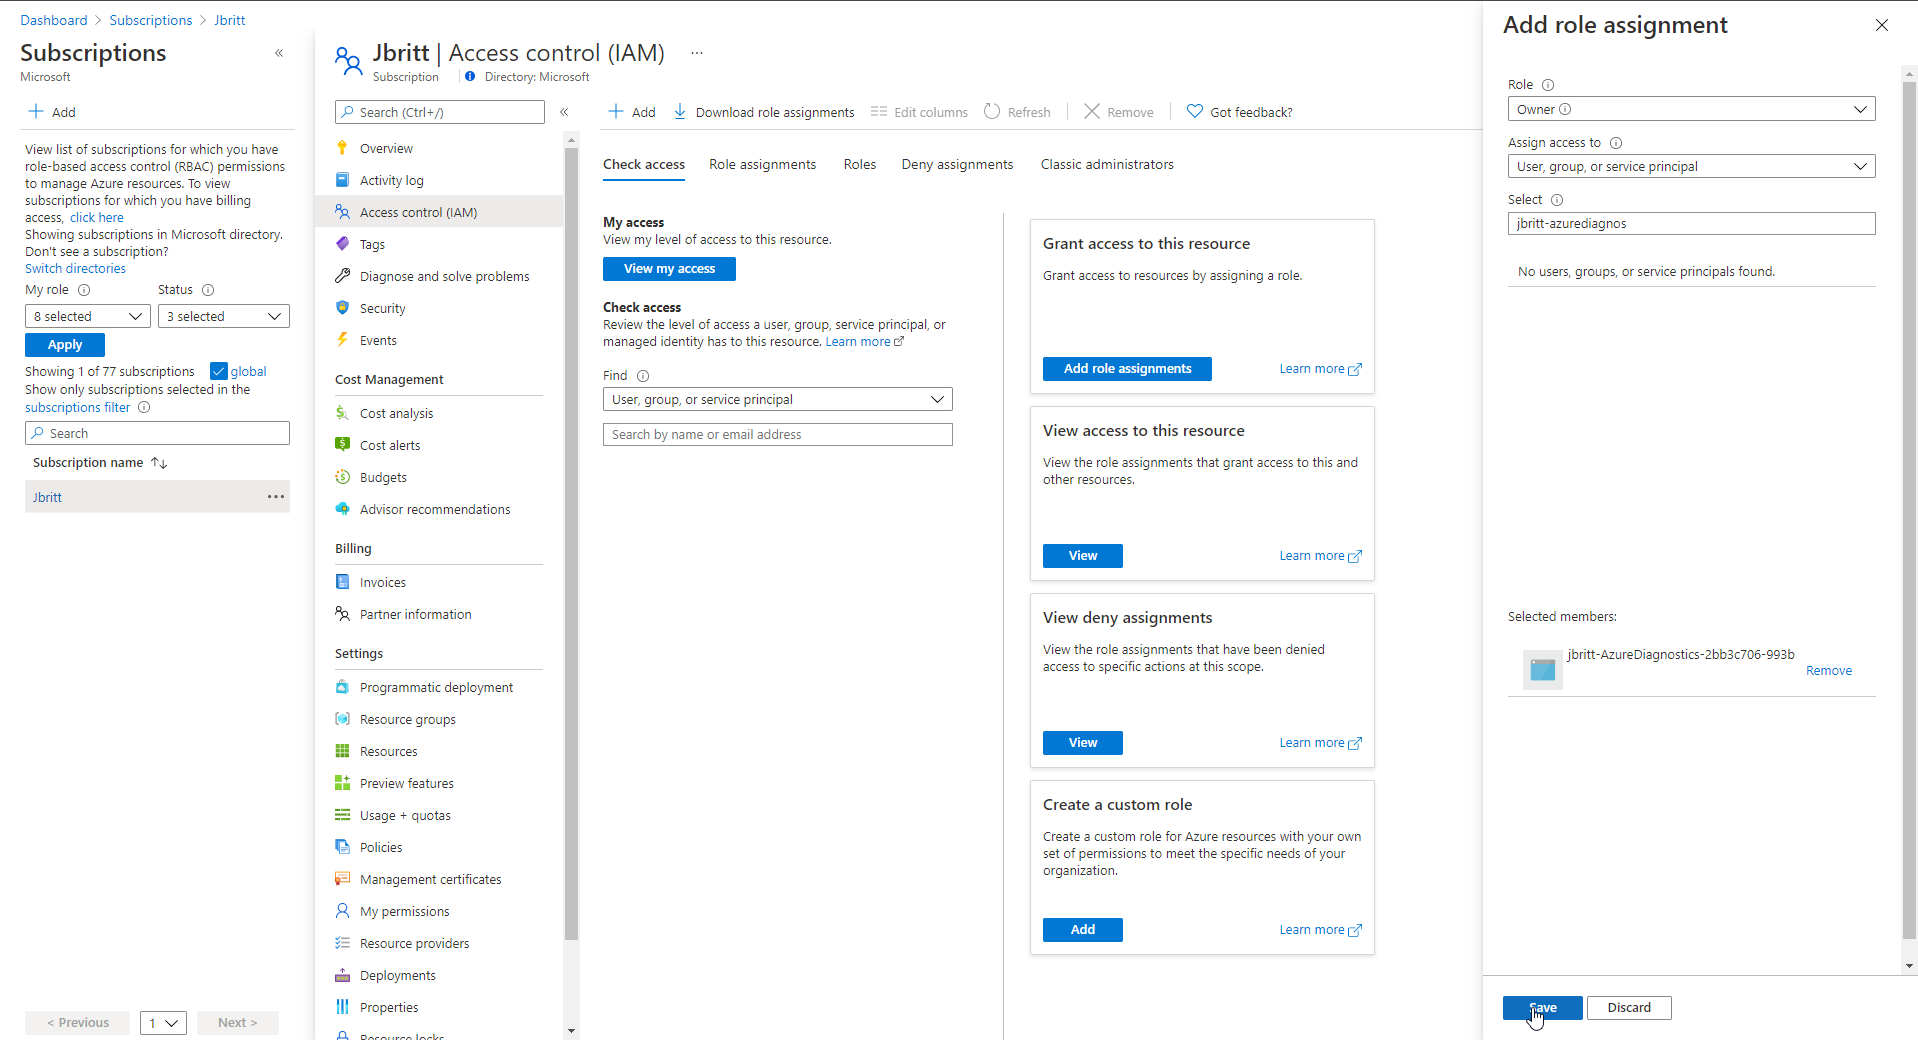 Dashboard > Subscriptions > Jbritt
Subscriptions
Microsoft
Add
View list of subscriptions for which you have
role-based access control (RBAC) permissions
to manage Azure resources. To view
subscriptions for which you have billing
access, click here
Showing subscriptions in Microsoft directory.
Don't see a subscription?
Switch directories
My role Status
8 selected 3 selected
Apply
Showing 1 of 77 subscriptions global
Show only subscriptions selected in the
subscriptions filter
Search
Subscription name
Jbritt
< Previous 1 Next >
Jbritt | Access control (IAM)
Subscription Directory: Microsoft
Search (Ctrl+/)
Overview
Activity log
Access control (IAM)
Tags
Diagnose and solve problems
Security
Events
Cost Management
Cost analysis
Cost alerts
Budgets
Advisor recommendations
Billing
Invoices
Partner information
Settings
Programmatic deployment
Resource groups
Resources
Preview features
Usage + quotas
Policies
Management certificates
My permissions
Resource providers
Deployments
Properties
Resource locks
Add Download role assignments Edit columns Refresh Remove Got feedback?
Check access Role assignments Roles Deny assignments Classic administrators
My access
View my level of access to this resource.
View my access
Check access
Review the level of access a user, group, service principal, or
managed identity has to this resource. Learn more
Find
User, group, or service principal
Search by name or email address
Grant access to this resource
Grant access to resources by assigning a role.
Add role assignments Learn more
View access to this resource
View the role assignments that grant access to this and
other resources.
View Learn more
View deny assignments
View the role assignments that have been denied
access to specific actions at this scope.
View Learn more
Create a custom role
Create a custom role for Azure resources with your own
set of permissions to meet the specific needs of your
organization.
Add Learn more
Add role assignment
Role
Owner
Assign access to
User, group, or service principal
Select
jbritt-azurediagnos
No users, groups, or service principals found.
Selected members:
jbritt-AzureDiagnostics-2bb3c706-993b
Remove
Save Discard